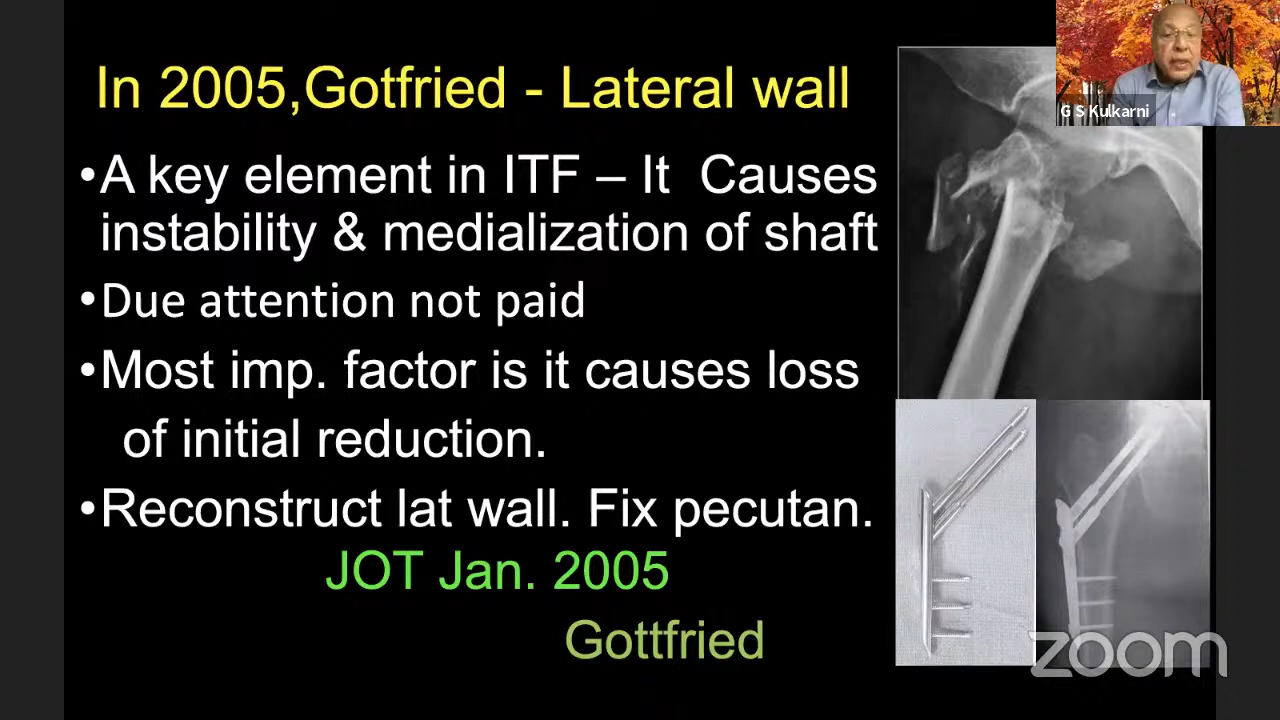 In 2005,Gotfried - Lateral wall
•A key element in ITF – It Causes
instability & medialization of shaft
•Due attention not paid
•Most imp. factor is it causes loss
of initial reduction.
•Reconstruct lat wall. Fix pecutan.
JOT Jan. 2005
Gottfried
G S Kulkarni
zoom